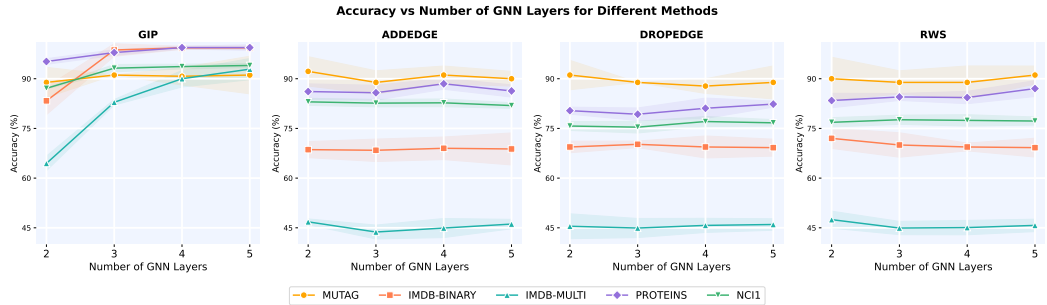 Accuracy vs Number of GNN Layers for Different Methods
GIP
ADDEDGE
DROPEDGE
RWS
Accuracy (%)
90
75
60
45
2 3 4 5
Number of GNN Layers
Accuracy (%)
90
75
60
45
2 3 4 5
Number of GNN Layers
Accuracy (%)
90
75
60
45
2 3 4 5
Number of GNN Layers
Accuracy (%)
90
75
60
45
2 3 4 5
Number of GNN Layers
MUTAG IMDB-BINARY IMDB-MULTI PROTEINS NCI1